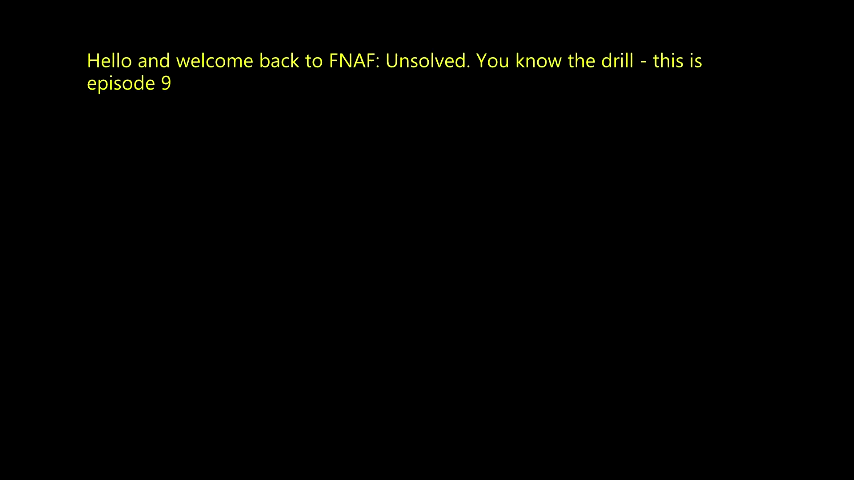 Hello and welcome back to FNAF: Unsolved. You know the drill - this is
episode 9